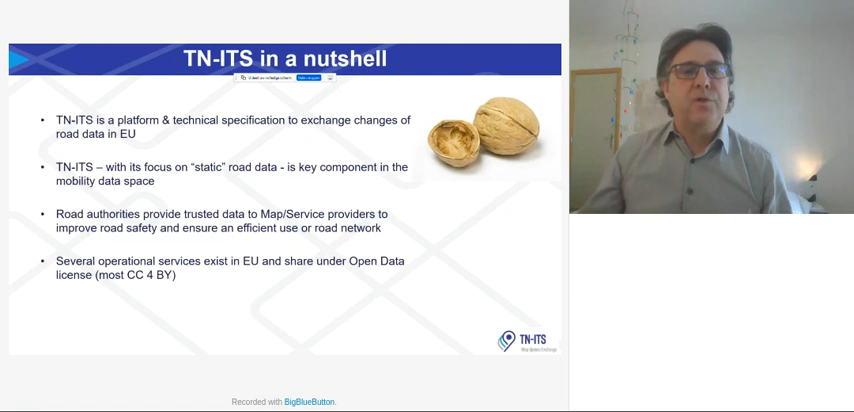 TN-ITS in a nutshell
• TN-ITS is a platform & technical specification to exchange changes of
road data in EU
• TN-ITS – with its focus on “static” road data - is key component in the
mobility data space
• Road authorities provide trusted data to Map/Service providers to
improve road safety and ensure an efficient use or road network
• Several operational services exist in EU and share under Open Data
license (most CC 4 BY)
TN-ITS
Map Update Exchange
Recorded with BigBlueButton.